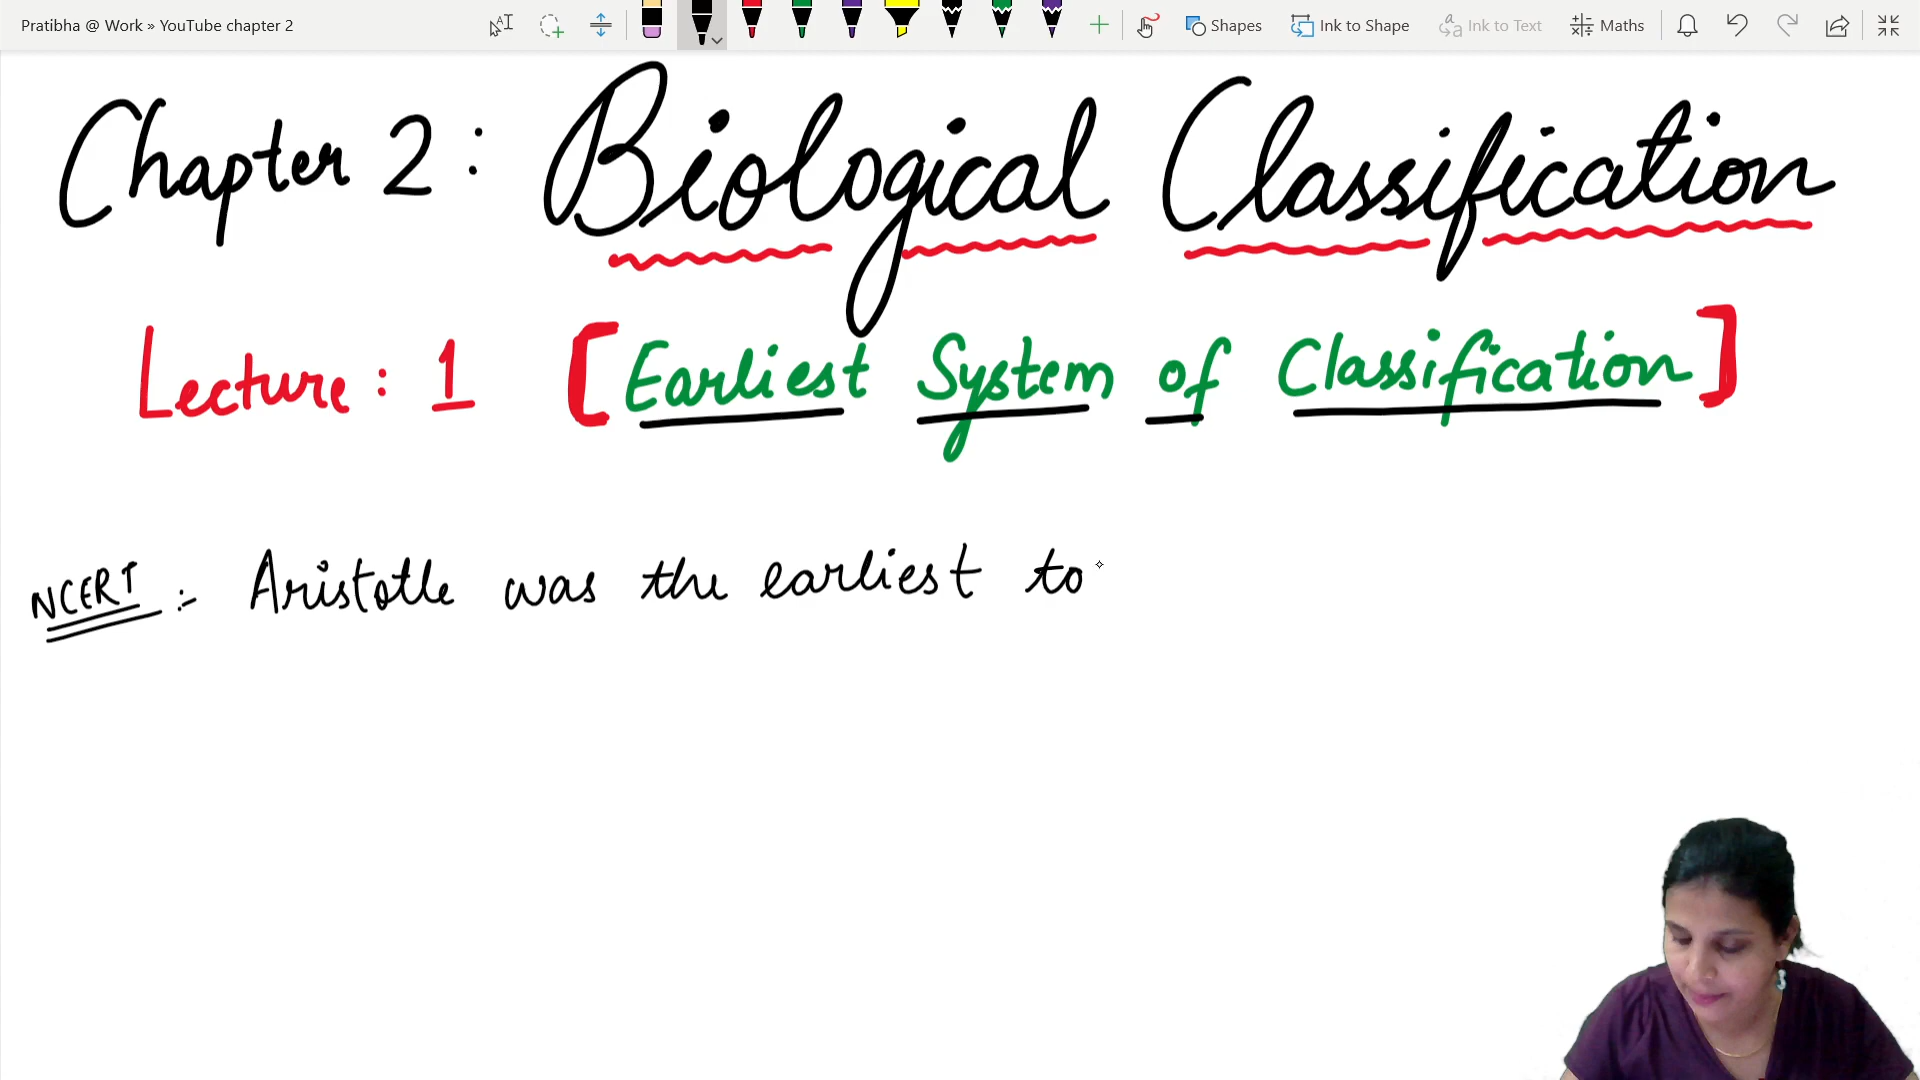 Pratibha @ Work » YouTube chapter 2 Shapes Ink to Shape Ink to Text Maths
Chapter 2 : Biological Classification
Lecture : 1 [Earliest System of Classification]
NCERT :- Aristotle was the earliest to